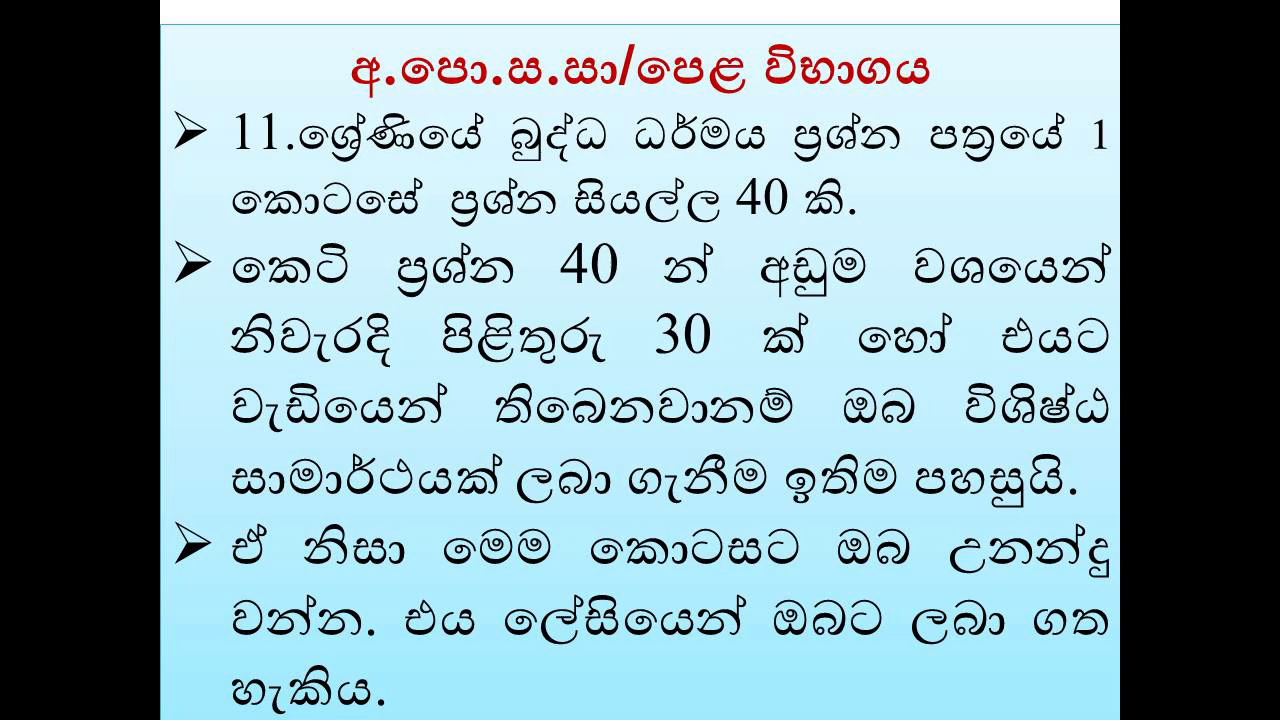 අ.පො.ස.සා/පෙළ විභාගය
11.ශ්‍රේණියේ බුද්ධ ධර්මය ප්‍රශ්න පත්‍රයේ 1
කොටසේ ප්‍රශ්න සියල්ල 40 කි.
කෙටි ප්‍රශ්න 40 න් අඩුම වශයෙන්
නිවැරදි පිළිතුරු 30 ක් හෝ එයට
වැඩියෙන් තිබෙනවානම් ඔබ විශිෂ්ඨ
සාමාර්ථයක් ලබා ගැනීම ඉතිම පහසුයි.
ඒ නිසා මෙම කොටසට ඔබ උනන්දු
වන්න. එය ලේසියෙන් ඔබට ලබා ගත
හැකිය.